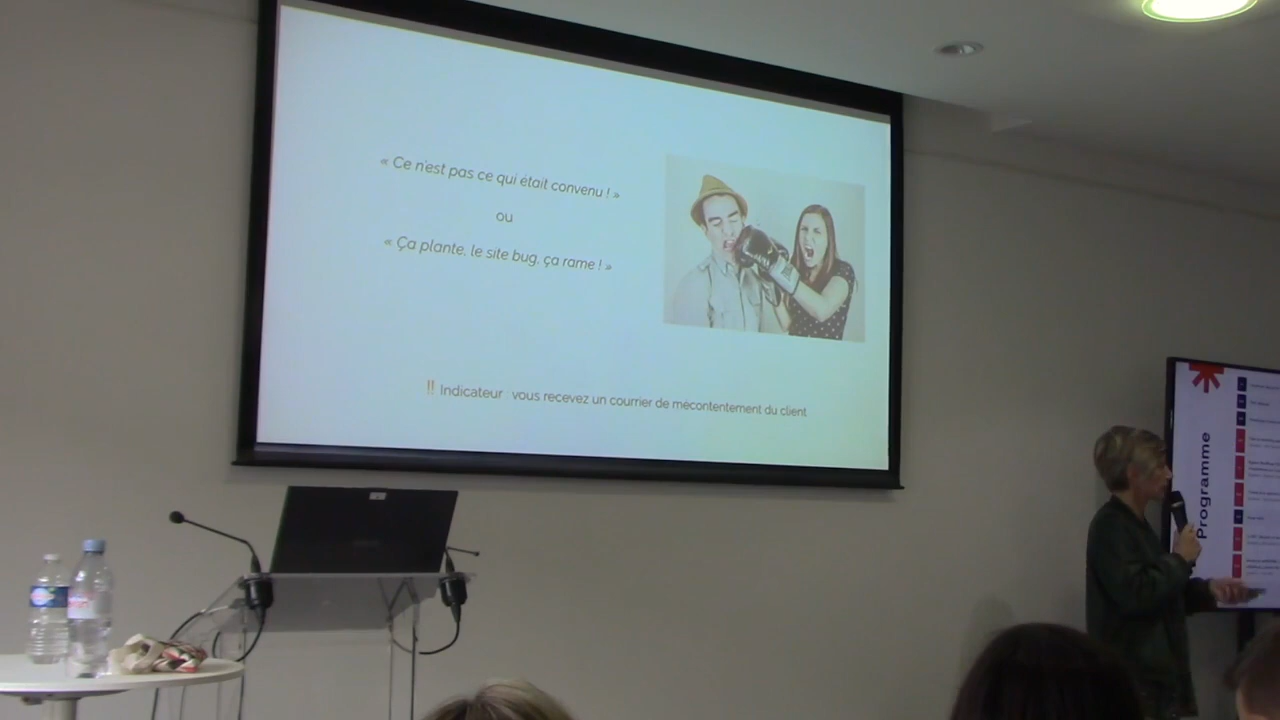 « Ce n'est pas ce qui était convenu ! »
ou
« Ça plante, le site bug, ça rame ! »
!! Indicateur : vous recevez un courrier de mécontentement du client
Programme